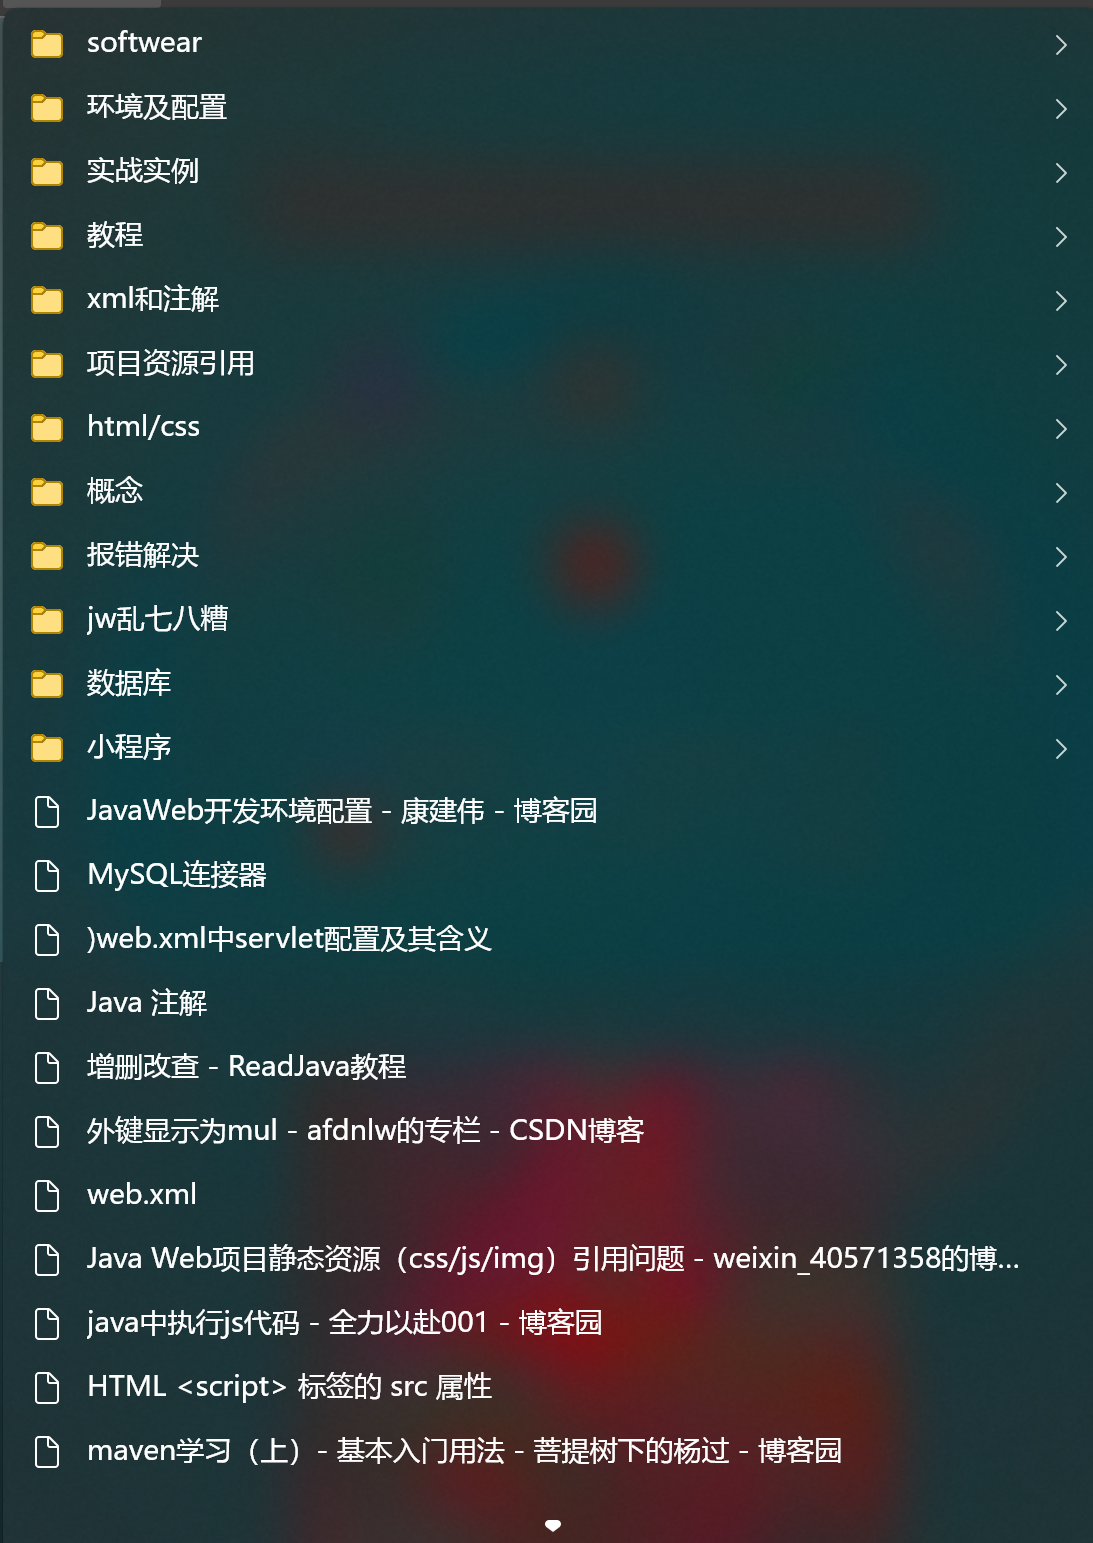 softwear
环境及配置
实战实例
教程
xml和注解
项目资源引用
html/css
概念
报错解决
jw乱七八糟
数据库
小程序
JavaWeb开发环境配置 - 康建伟 - 博客园
MySQL连接器
)web.xml中servlet配置及其含义
Java 注解
增删改查 - ReadJava教程
外键显示为mul - afdnlw的专栏 - CSDN博客
web.xml
Java Web项目静态资源（css/js/img）引用问题 - weixin_40571358的博...
java中执行js代码 - 全力以赴001 - 博客园
HTML <script> 标签的 src 属性
maven学习（上）- 基本入门用法 - 菩提树下的杨过 - 博客园